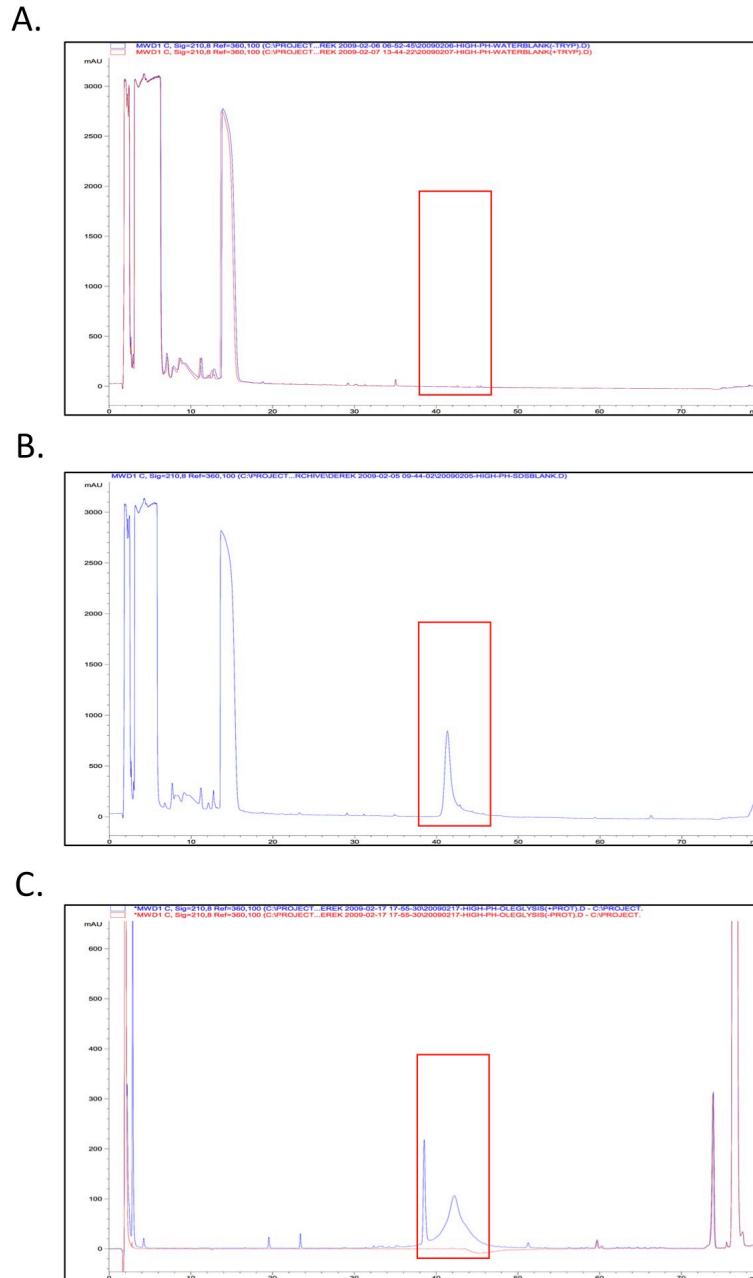 A.
MWD1 C, Sig=210,8 Ref=360,100 (C:\PROJECT...REK 2009-02-06 06-52-45\20090206-HIGH-PH-WATERBLANK(-TRYP).D)
MWD1 C, Sig=210,8 Ref=360,100 (C:\PROJECT...REK 2009-02-07 13-44-22\20090207-HIGH-PH-WATERBLANK(+TRYP).D)
mAU
3000
2500
2000
1500
1000
500
0
0 10 20 30 40 50 60 70
B.
MWD1 C, Sig=210,8 Ref=360,100 (C:\PROJECT...RCHIVE\DEREK 2009-02-05 09-44-02\20090205-HIGH-PH-SDSBLANK.D)
mAU
3000
2500
2000
1500
1000
500
0
0 10 20 30 40 50 60 70
C.
*MWD1 C, Sig=210,8 Ref=360,100 (C:\PROJECT...EREK 2009-02-17 17-55-30\20090217-HIGH-PH-OLEGLYSIS(+PROT).D - C:\PROJECT.
*MWD1 C, Sig=210,8 Ref=360,100 (C:\PROJECT...EREK 2009-02-17 17-55-30\20090217-HIGH-PH-OLEGLYSIS(-PROT).D - C:\PROJECT.
mAU
600
500
400
300
200
100
0
0 10 20 30 40 50 60 70